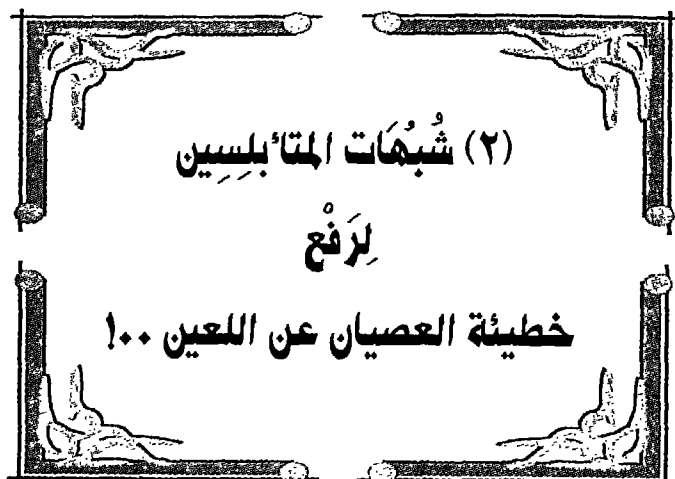 (٢) شُبُهَات المتأبلِسِين
لِرَفْع
خطيئة العصيان عن اللعين ..!